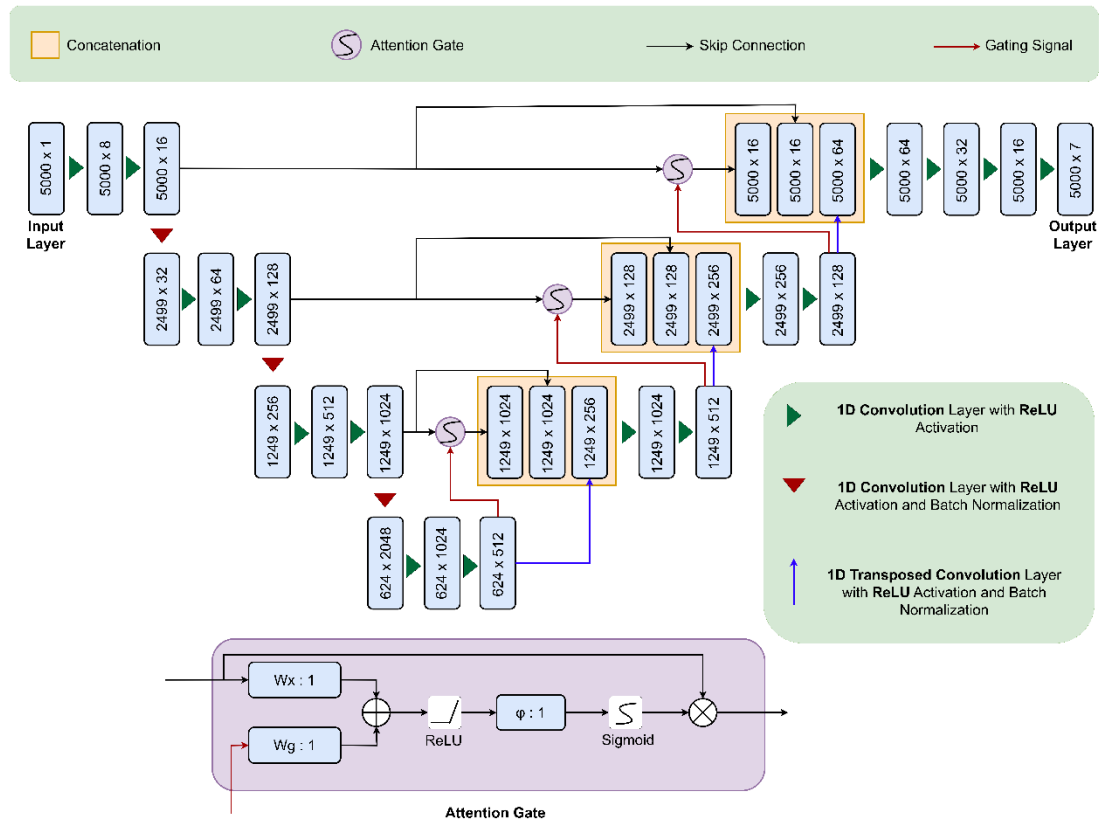 Concatenation
Attention Gate
Skip Connection
Gating Signal
5000 x 1
5000 x 8
5000 x 16
5000 x 16
5000 x 16
5000 x 64
5000 x 64
5000 x 32
5000 x 16
5000 x 7
Input
Layer
Output
Layer
2499 x 32
2499 x 64
2499 x 128
2499 x 128
2499 x 128
2499 x 256
2499 x 256
2499 x 128
1249 x 256
1249 x 512
1249 x 1024
1249 x 1024
1249 x 1024
1249 x 256
1249 x 1024
1249 x 512
624 x 2048
624 x 1024
624 x 512
1D Convolution Layer with ReLU
Activation
1D Convolution Layer with ReLU
Activation and Batch Normalization
1D Transposed Convolution Layer
with ReLU Activation and Batch
Normalization
Wx : 1
Wg : 1
ReLU
φ : 1
Sigmoid
Attention Gate